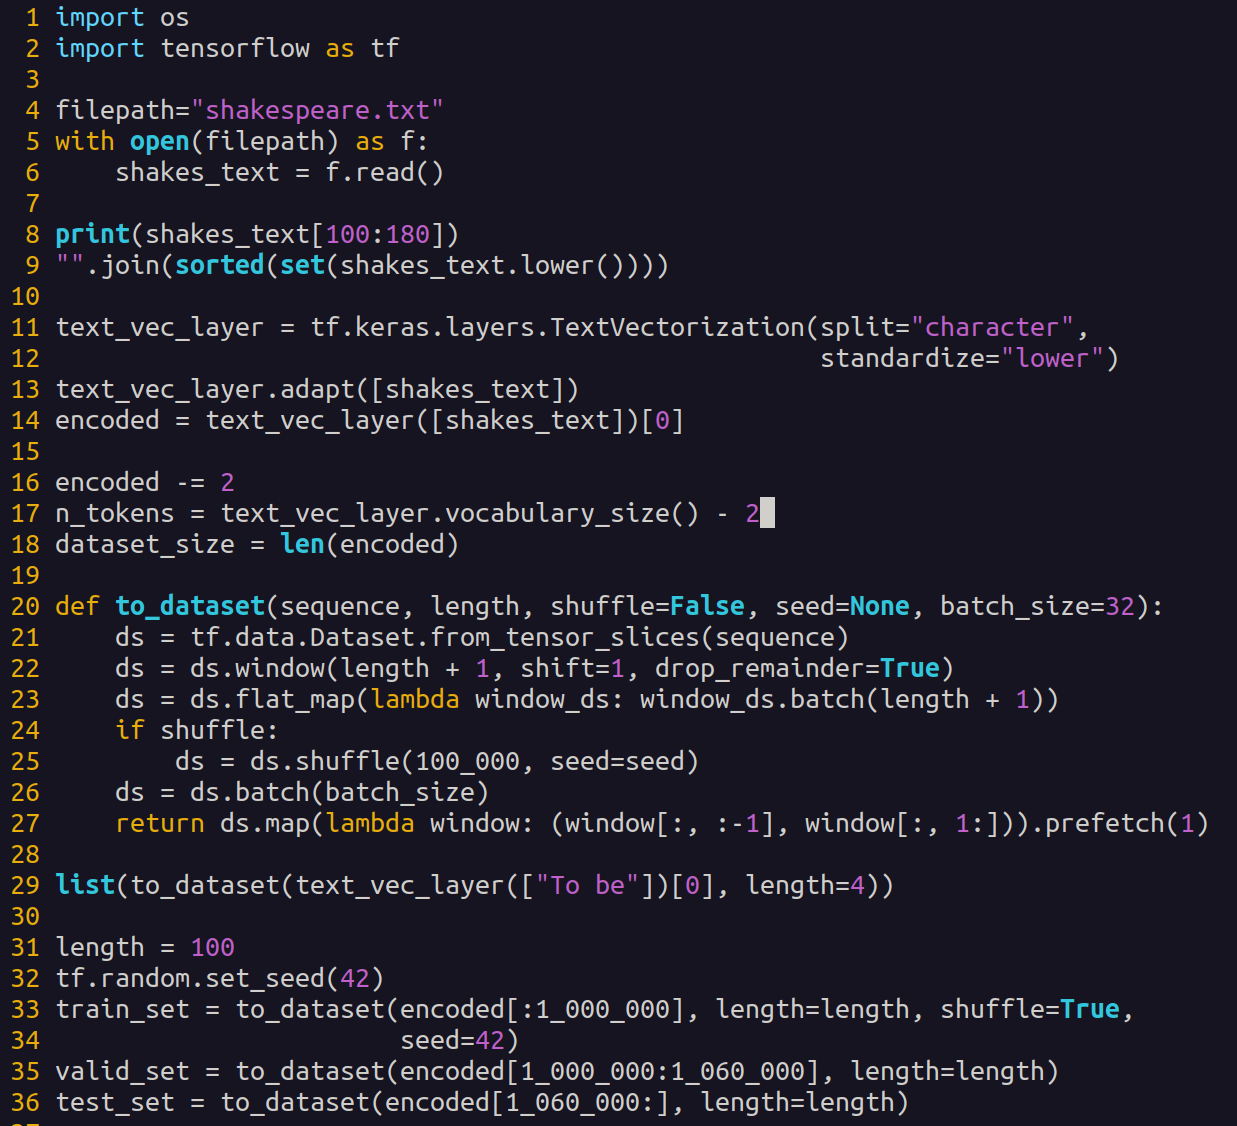 1 import os
2 import tensorflow as tf
3
4 filepath="shakespeare.txt"
5 with open(filepath) as f:
6     shakes_text = f.read()
7
8 print(shakes_text[100:180])
9 "".join(sorted(set(shakes_text.lower())))
10
11 text_vec_layer = tf.keras.layers.TextVectorization(split="character",
12                                                    standardize="lower")
13 text_vec_layer.adapt([shakes_text])
14 encoded = text_vec_layer([shakes_text])[0]
15
16 encoded -= 2
17 n_tokens = text_vec_layer.vocabulary_size() - 2
18 dataset_size = len(encoded)
19
20 def to_dataset(sequence, length, shuffle=False, seed=None, batch_size=32):
21     ds = tf.data.Dataset.from_tensor_slices(sequence)
22     ds = ds.window(length + 1, shift=1, drop_remainder=True)
23     ds = ds.flat_map(lambda window_ds: window_ds.batch(length + 1))
24     if shuffle:
25         ds = ds.shuffle(100_000, seed=seed)
26     ds = ds.batch(batch_size)
27     return ds.map(lambda window: (window[:, :-1], window[:, 1:])).prefetch(1)
28
29 list(to_dataset(text_vec_layer(["To be"])[0], length=4))
30
31 length = 100
32 tf.random.set_seed(42)
33 train_set = to_dataset(encoded[:1_000_000], length=length, shuffle=True,
34                        seed=42)
35 valid_set = to_dataset(encoded[1_000_000:1_060_000], length=length)
36 test_set = to_dataset(encoded[1_060_000:], length=length)